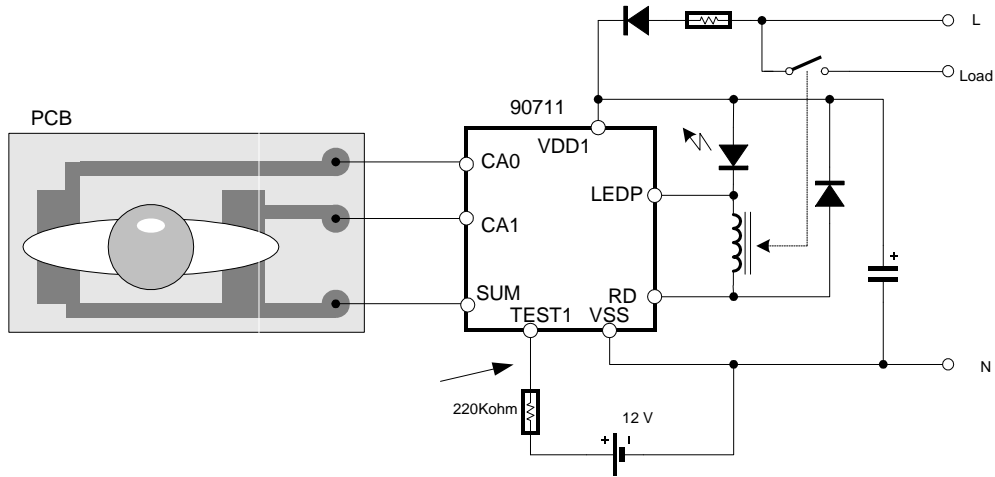 L
Load
90711
PCB
VDD1
CA0
LEDP
CA1
SUM
RD
TEST1
VSS
+
N
220Kohm
12 V
+
-